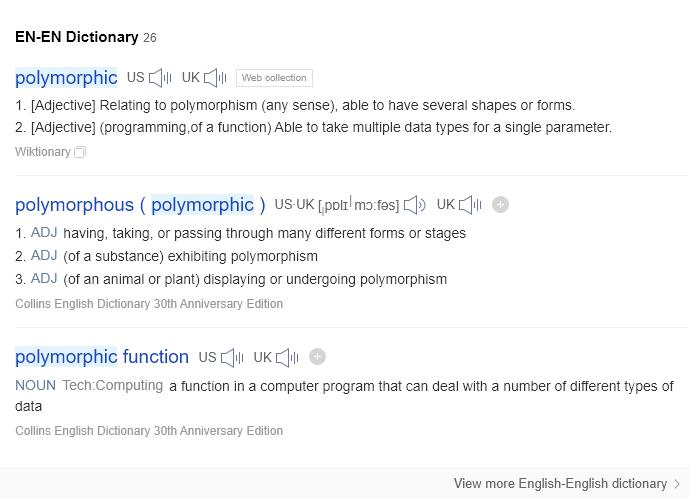 EN-EN Dictionary 26
polymorphic US UK Web collection
1. [Adjective] Relating to polymorphism (any sense), able to have several shapes or forms.
2. [Adjective] (programming,of a function) Able to take multiple data types for a single parameter.
Wiktionary
polymorphous ( polymorphic ) US·UK [ˌpɒlɪˈmɔːfəs] UK
1. ADJ having, taking, or passing through many different forms or stages
2. ADJ (of a substance) exhibiting polymorphism
3. ADJ (of an animal or plant) displaying or undergoing polymorphism
Collins English Dictionary 30th Anniversary Edition
polymorphic function US UK
NOUN Tech:Computing a function in a computer program that can deal with a number of different types of
data
Collins English Dictionary 30th Anniversary Edition
View more English-English dictionary